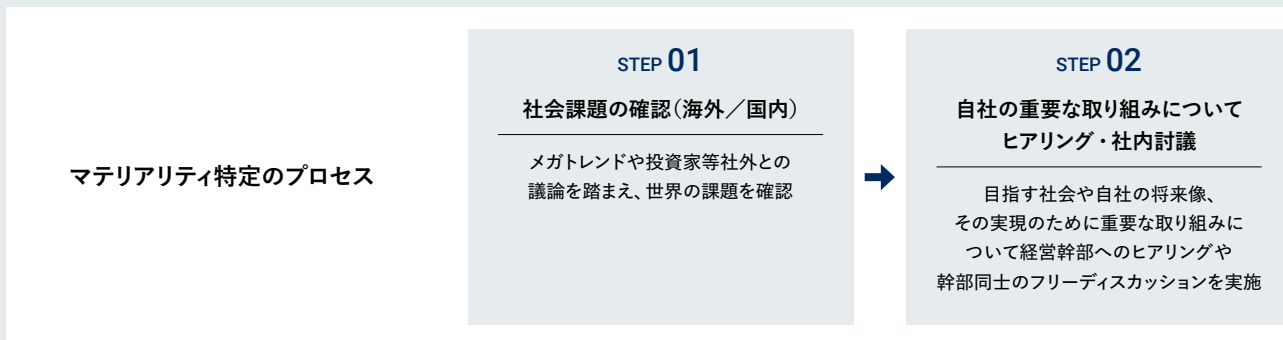 マテリアリティ特定のプロセス
STEP 01
社会課題の確認(海外／国内)
メガトレンドや投資家等社外との
議論を踏まえ、世界の課題を確認
STEP 02
自社の重要な取り組みについて
ヒアリング・社内討議
目指す社会や自社の将来像、
その実現のために重要な取り組みに
ついて経営幹部へのヒアリングや
幹部同士のフリーディスカッションを実施